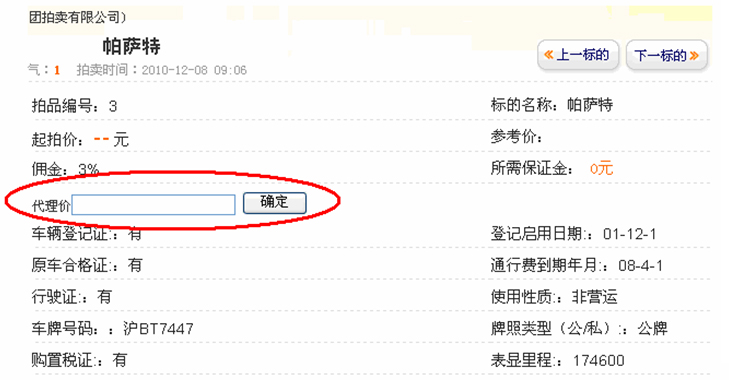 团拍卖有限公司）
帕萨特
《上一标的 下一标的》
气：1 拍卖时间：2010-12-08 09:06
拍品编号：3 标的名称：帕萨特
起拍价：--元 参考价：
佣金：3% 所需保证金： 0元
代理价 确定
车辆登记证:：有 登记启用日期:：01-12-1
原车合格证:：有 通行费到期年月:：08-4-1
行驶证:：有 使用性质:：非营运
车牌号码：：沪BT7447 牌照类型（公/私）:：公牌
购置税证:：有 表显里程:：174600